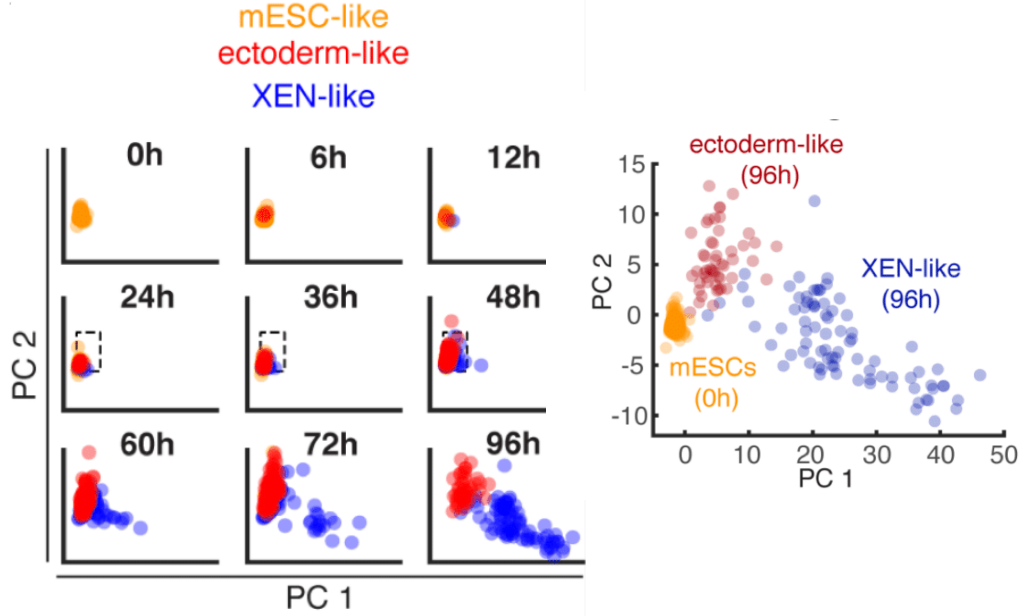 mESC-like
ectoderm-like
XEN-like
0h 6h 12h
24h 36h 48h
60h 72h 96h
PC 2
PC 1
ectoderm-like
(96h)
XEN-like
(96h)
mESCs
(0h)
15
10
5
0
-5
-10
PC 2
0 10 20 30 40 50
PC 1